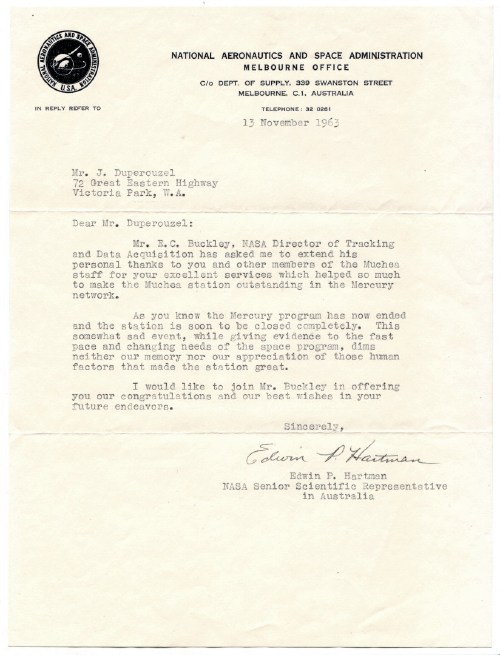 NATIONAL AERONAUTICS AND SPACE ADMINISTRATION
U.S.A.
NATIONAL AERONAUTICS AND SPACE ADMINISTRATION
MELBOURNE OFFICE
C/o DEPT. OF SUPPLY, 339 SWANSTON STREET
MELBOURNE, C.1. AUSTRALIA
IN REPLY REFER TO
TELEPHONE: 32 0261
13 November 1963
Mr. J. Duperouzel
72 Great Eastern Highway
Victoria Park, W.A.
Dear Mr. Duperouzel:
Mr. E.C. Buckley, NASA Director of Tracking
and Data Acquisition has asked me to extend his
personal thanks to you and other members of the Muchea
staff for your excellent services which helped so much
to make the Muchea station outstanding in the Mercury
network.
As you know the Mercury program has now ended
and the station is soon to be closed completely. This
somewhat sad event, while giving evidence to the fast
pace and changing needs of the space program, dims
neither our memory nor our appreciation of those human
factors that made the station great.
I would like to join Mr. Buckley in offering
you our congratulations and our best wishes in your
future endeavors.
Sincerely,
Edwin P. Hartman
Edwin P. Hartman
NASA Senior Scientific Representative
in Australia